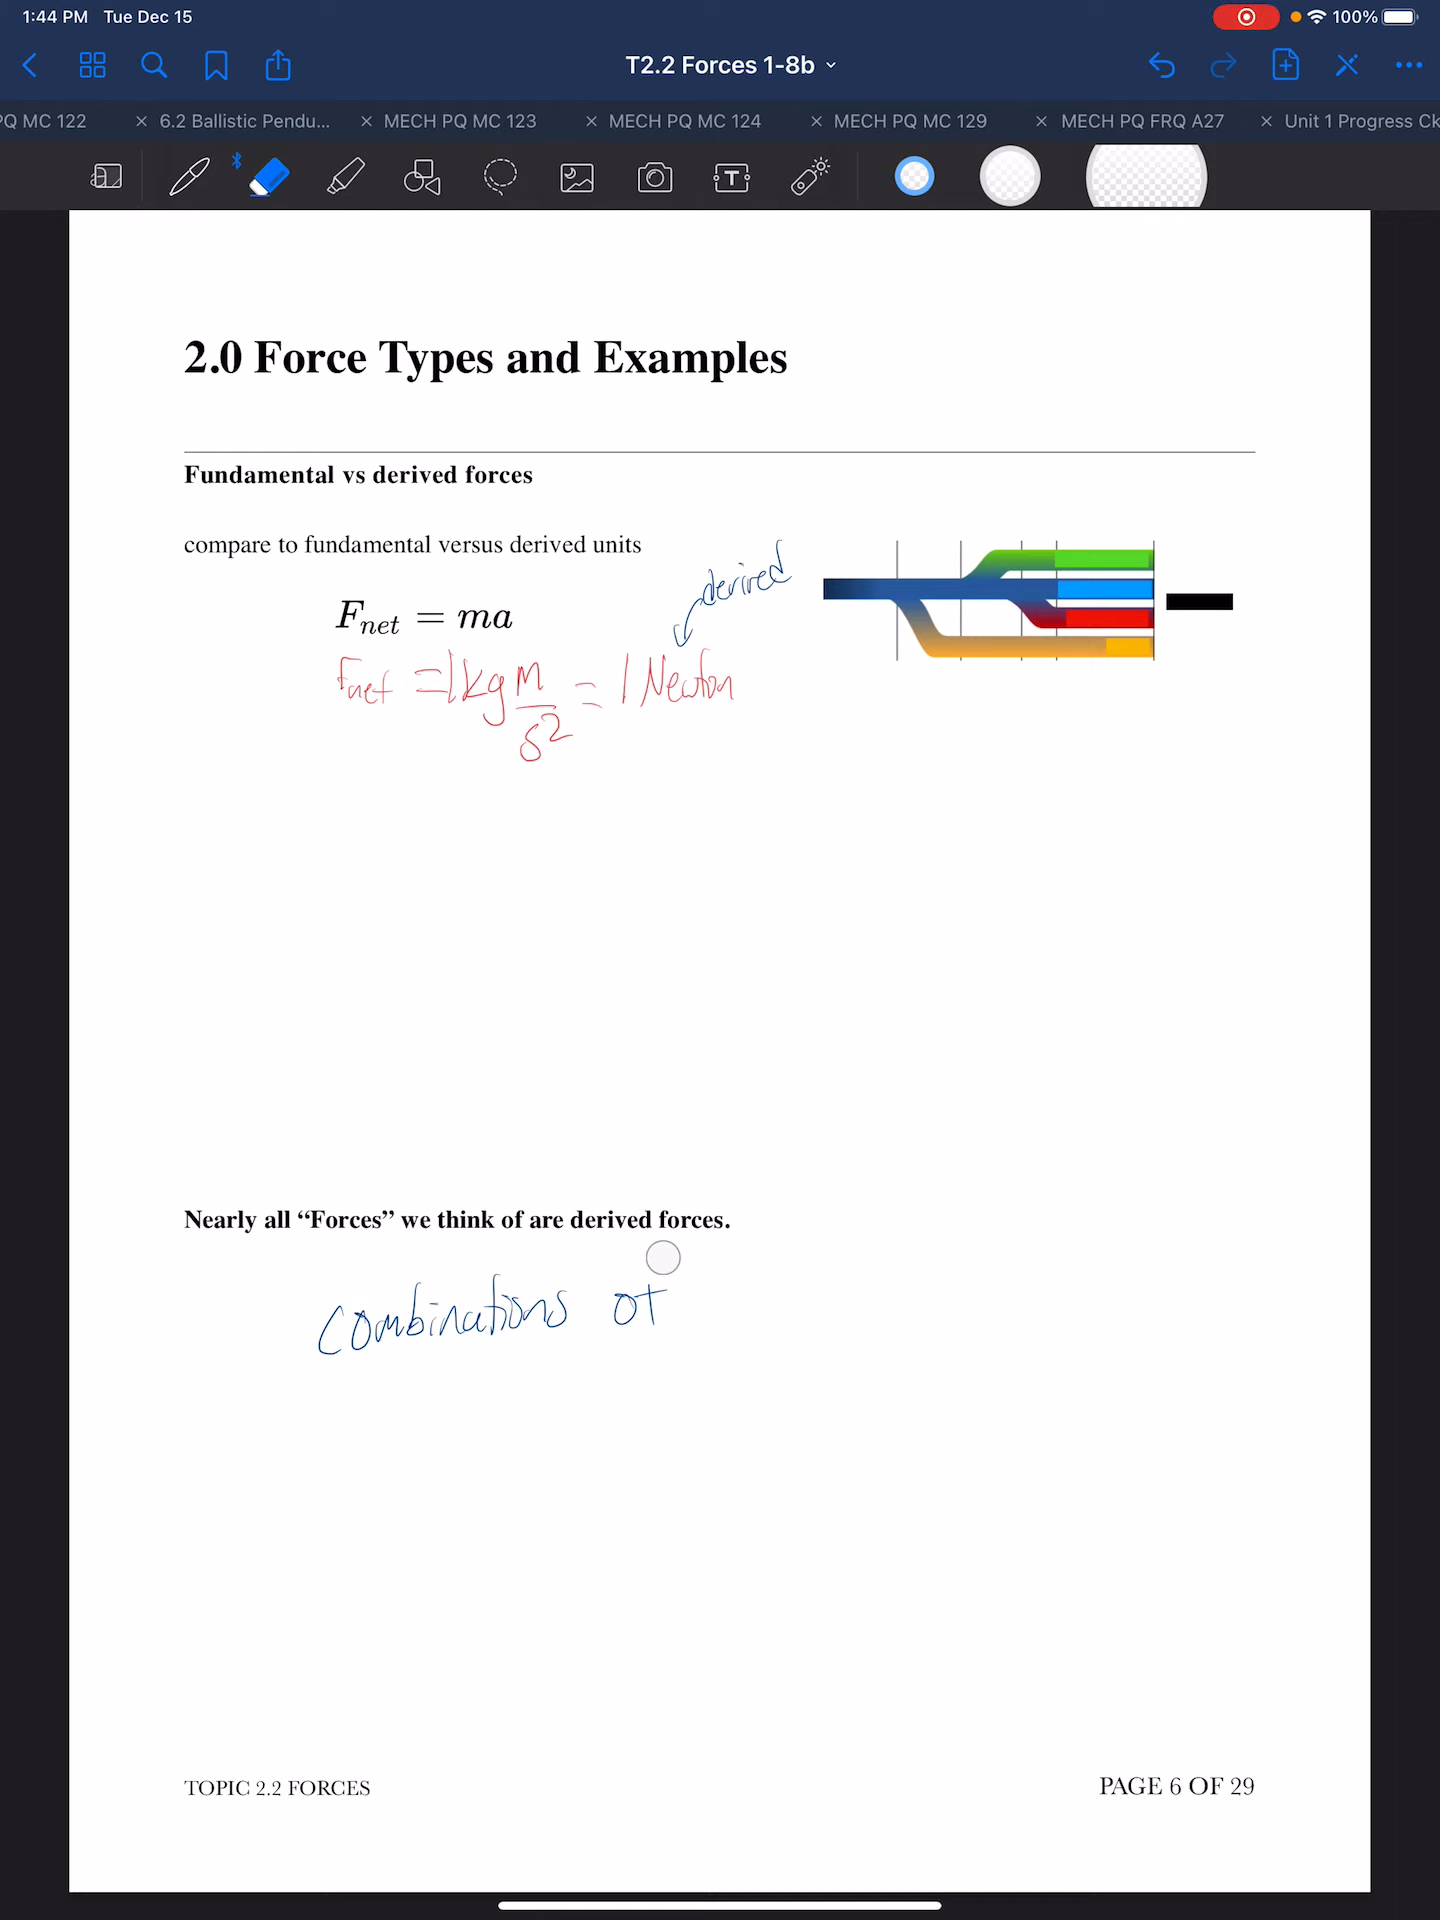 1:44 PM Tue Dec 15 100%
T2.2 Forces 1-8b
PQ MC 122 × 6.2 Ballistic Pendu... × MECH PQ MC 123 × MECH PQ MC 124 × MECH PQ MC 129 × MECH PQ FRQ A27 × Unit 1 Progress Ck
2.0 Force Types and Examples
Fundamental vs derived forces
compare to fundamental versus derived units
derived
F_net = ma
F_net = 1 kg m/s² = 1 Newton
Nearly all “Forces” we think of are derived forces.
combinations of
TOPIC 2.2 FORCES PAGE 6 OF 29